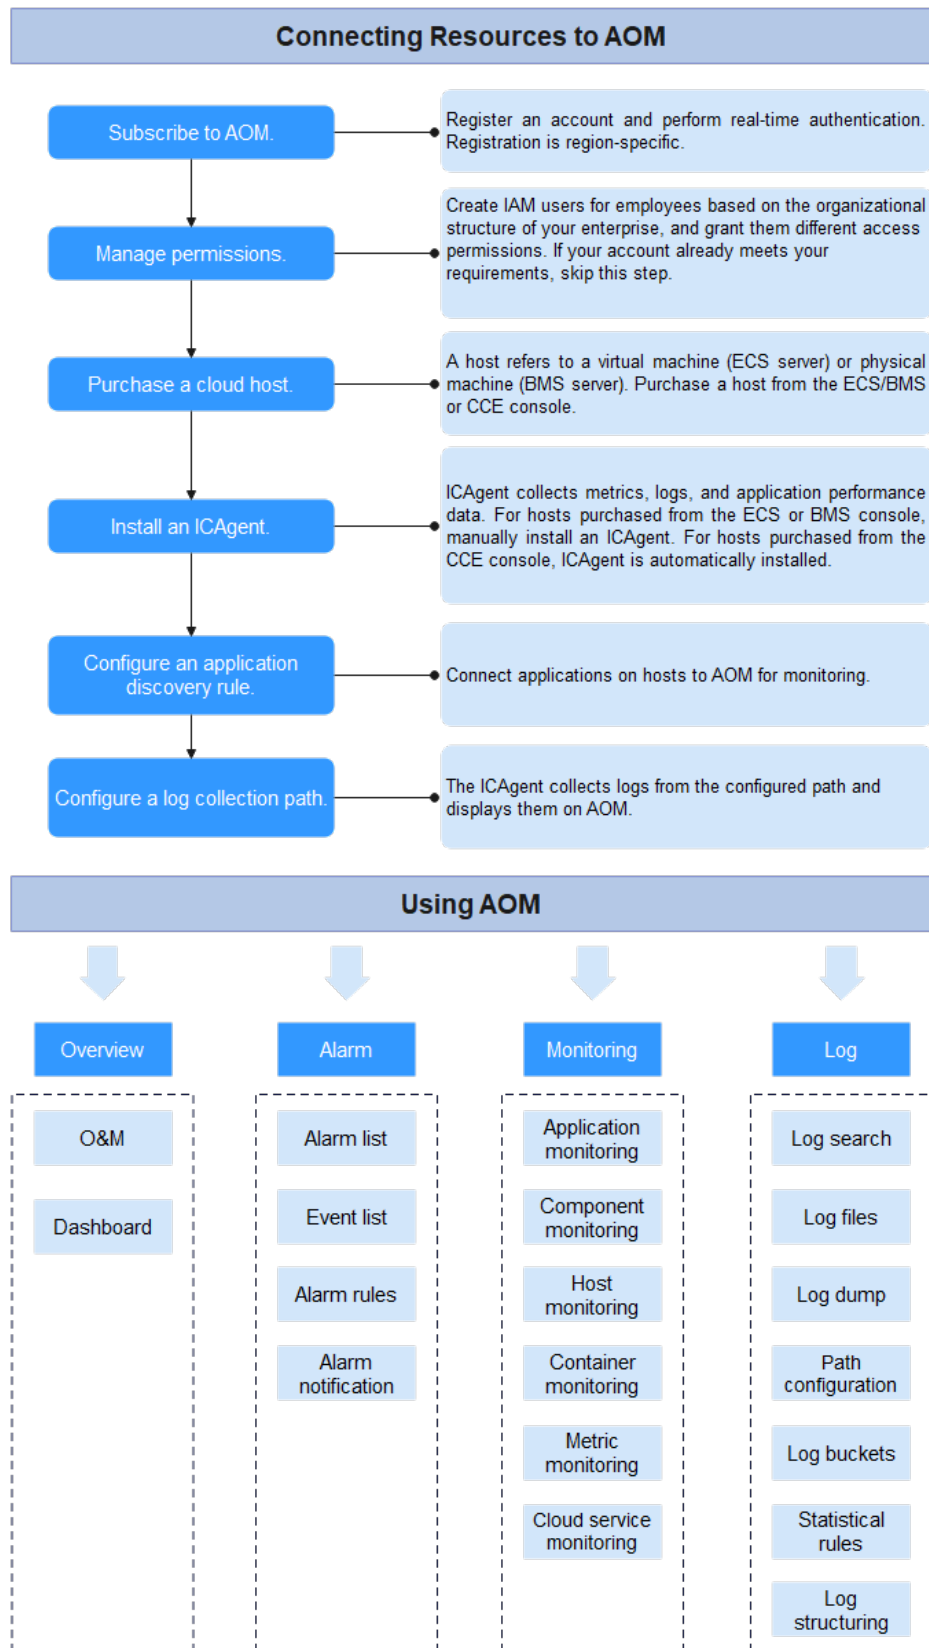 Connecting Resources to AOM
Subscribe to AOM.
Register an account and perform real-time authentication.
Registration is region-specific.
Manage permissions.
Create IAM users for employees based on the organizational
structure of your enterprise, and grant them different access
permissions. If your account already meets your
requirements, skip this step.
Purchase a cloud host.
A host refers to a virtual machine (ECS server) or physical
machine (BMS server). Purchase a host from the ECS/BMS
or CCE console.
Install an ICAgent.
ICAgent collects metrics, logs, and application performance
data. For hosts purchased from the ECS or BMS console,
manually install an ICAgent. For hosts purchased from the
CCE console, ICAgent is automatically installed.
Configure an application
discovery rule.
Connect applications on hosts to AOM for monitoring.
Configure a log collection path.
The ICAgent collects logs from the configured path and
displays them on AOM.
Using AOM
Overview
O&M
Dashboard
Alarm
Alarm list
Event list
Alarm rules
Alarm
notification
Monitoring
Application
monitoring
Component
monitoring
Host
monitoring
Container
monitoring
Metric
monitoring
Cloud service
monitoring
Log
Log search
Log files
Log dump
Path
configuration
Log buckets
Statistical
rules
Log
structuring